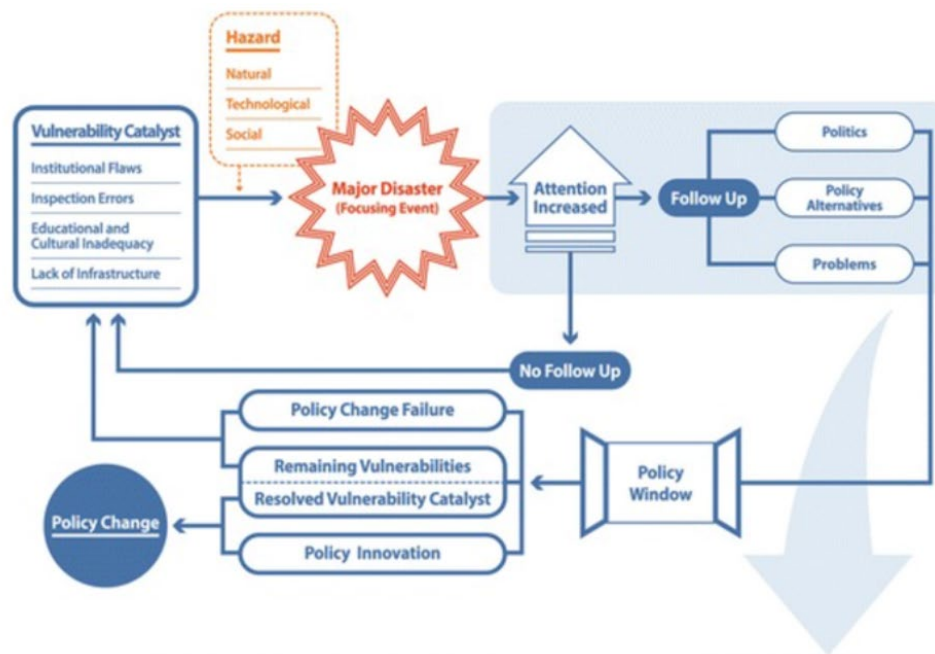 Hazard
Natural
Technological
Social
Vulnerability Catalyst
Institutional Flaws
Inspection Errors
Educational and
Cultural Inadequacy
Lack of Infrastructure
Major Disaster
(Focusing Event)
Attention
Increased
Follow Up
Politics
Policy
Alternatives
Problems
No Follow Up
Policy Change Failure
Remaining Vulnerabilities
Resolved Vulnerability Catalyst
Policy Innovation
Policy
Window
Policy Change